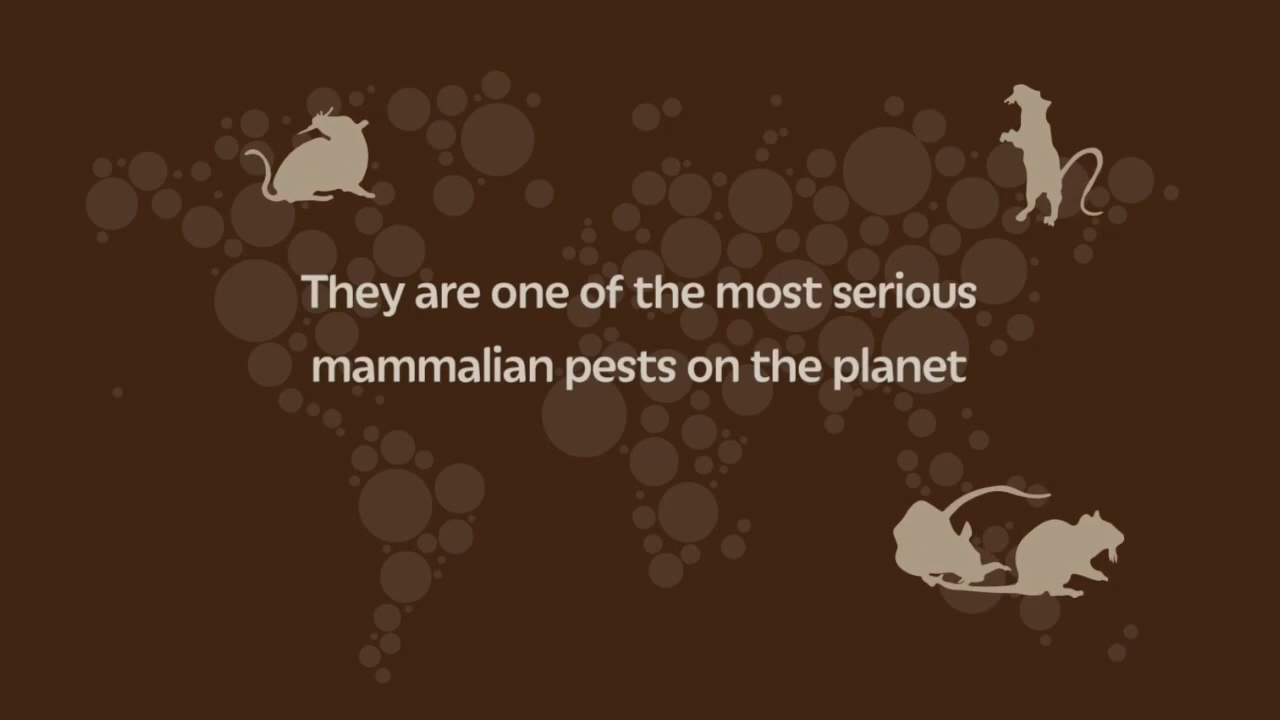 They are one of the most serious
mammalian pests on the planet